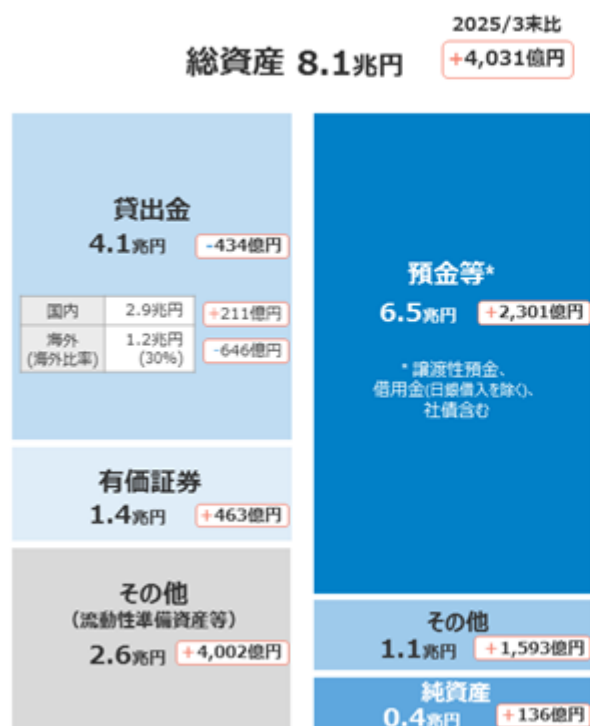 2025/3末比
総資産 8.1兆円 +4,031億円
貸出金
4.1兆円 -434億円
国内 2.9兆円 +211億円
海外 1.2兆円 -646億円
(海外比率) (30%)
有価証券
1.4兆円 +463億円
その他
(流動性準備資産等)
2.6兆円 +4,002億円
預金等*
6.5兆円 +2,301億円
*譲渡性預金、
借用金(日銀借入を除く)、
社債含む
その他
1.1兆円 +1,593億円
純資産
0.4兆円 +136億円